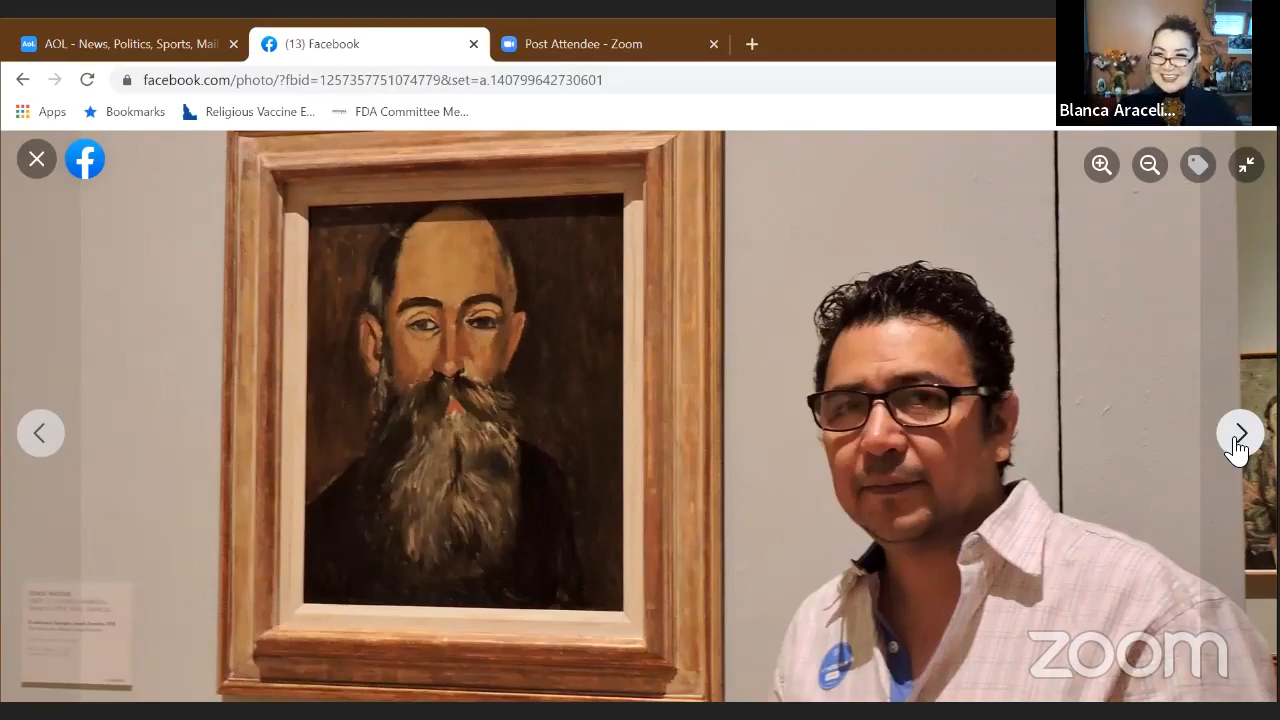 Aol
AOL - News, Politics, Sports, Mail
(13) Facebook
Post Attendee - Zoom
facebook.com/photo/?fbid=1257357751074779&set=a.140799642730601
Apps
Bookmarks
Religious Vaccine E...
FDA Committee Me...
Blanca Araceli...
zoom